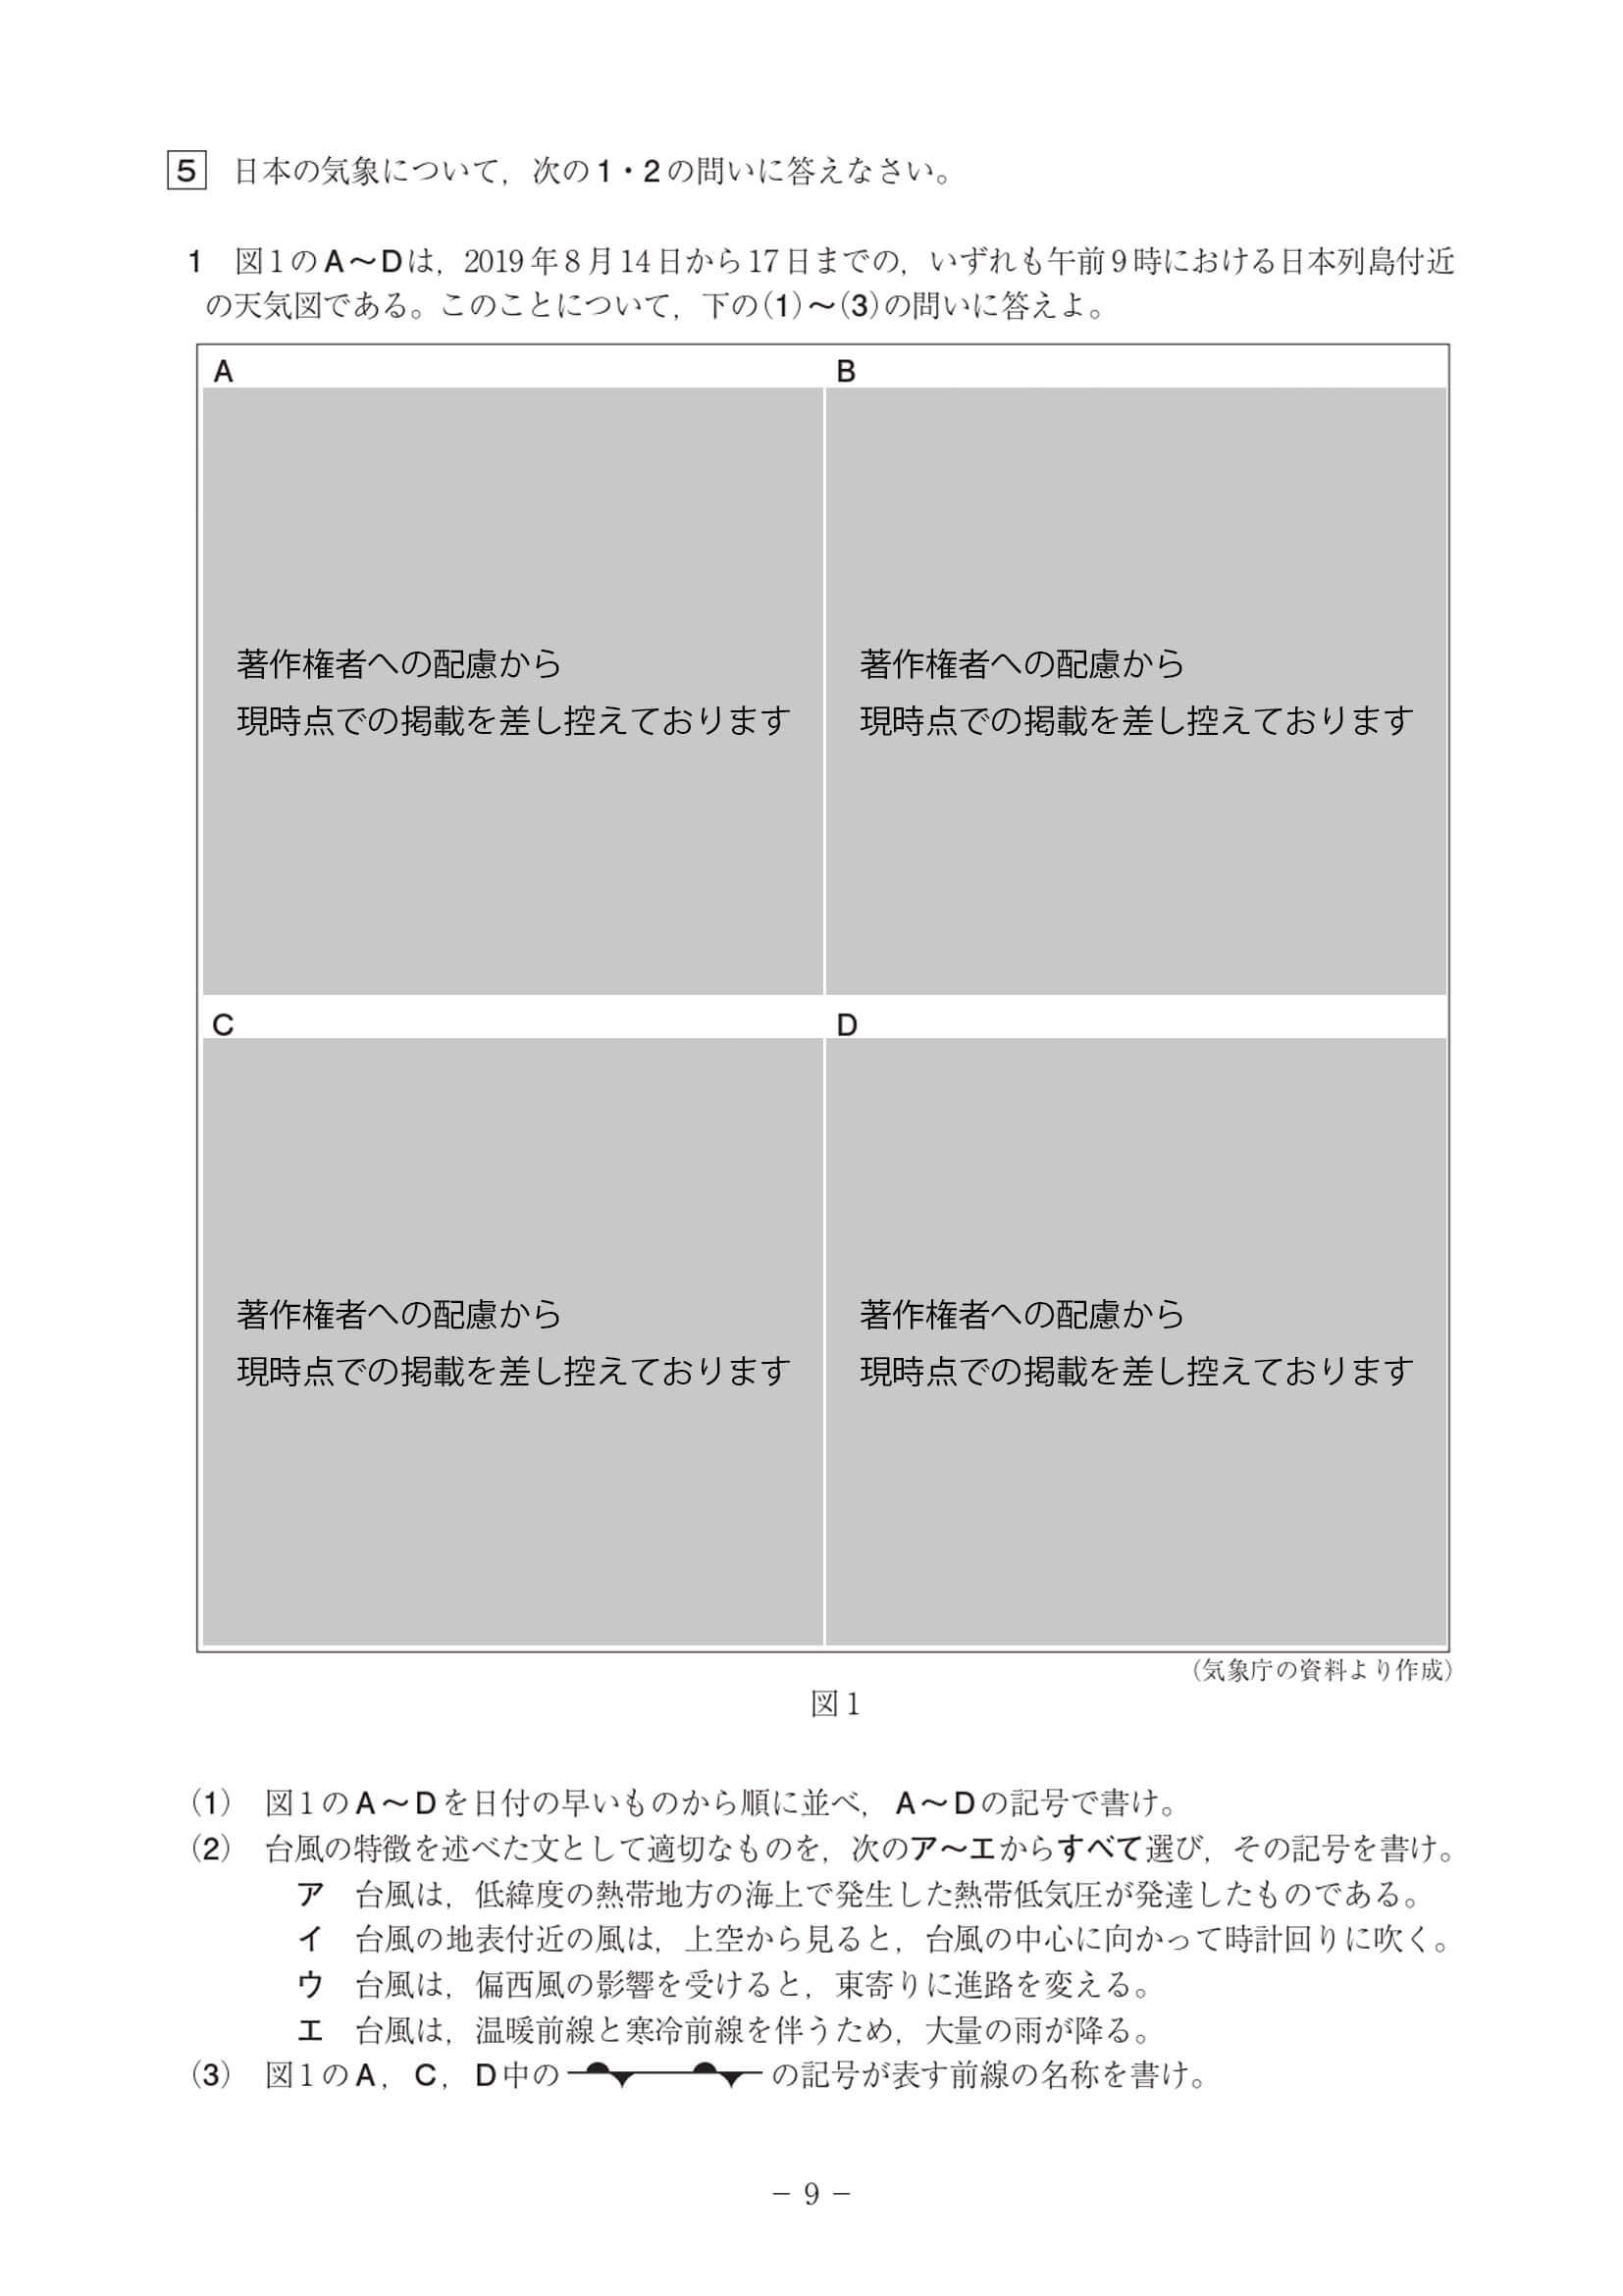 5 日本の気象について，次の1・2の問いに答えなさい。
1 図1のA～Dは，2019年8月14日から17日までの，いずれも午前9時における日本列島付近
の天気図である。このことについて，下の(1)～(3)の問いに答えよ。
A
著作権者への配慮から
現時点での掲載を差し控えております
B
著作権者への配慮から
現時点での掲載を差し控えております
C
著作権者への配慮から
現時点での掲載を差し控えております
D
著作権者への配慮から
現時点での掲載を差し控えております
(気象庁の資料より作成)
図1
(1) 図1のA～Dを日付の早いものから順に並べ，A～Dの記号で書け。
(2) 台風の特徴を述べた文として適切なものを，次のア～エからすべて選び，その記号を書け。
ア 台風は，低緯度の熱帯地方の海上で発生した熱帯低気圧が発達したものである。
イ 台風の地表付近の風は，上空から見ると，台風の中心に向かって時計回りに吹く。
ウ 台風は，偏西風の影響を受けると，東寄りに進路を変える。
エ 台風は，温暖前線と寒冷前線を伴うため，大量の雨が降る。
(3) 図1のA，C，D中の の記号が表す前線の名称を書け。
－ 9 －